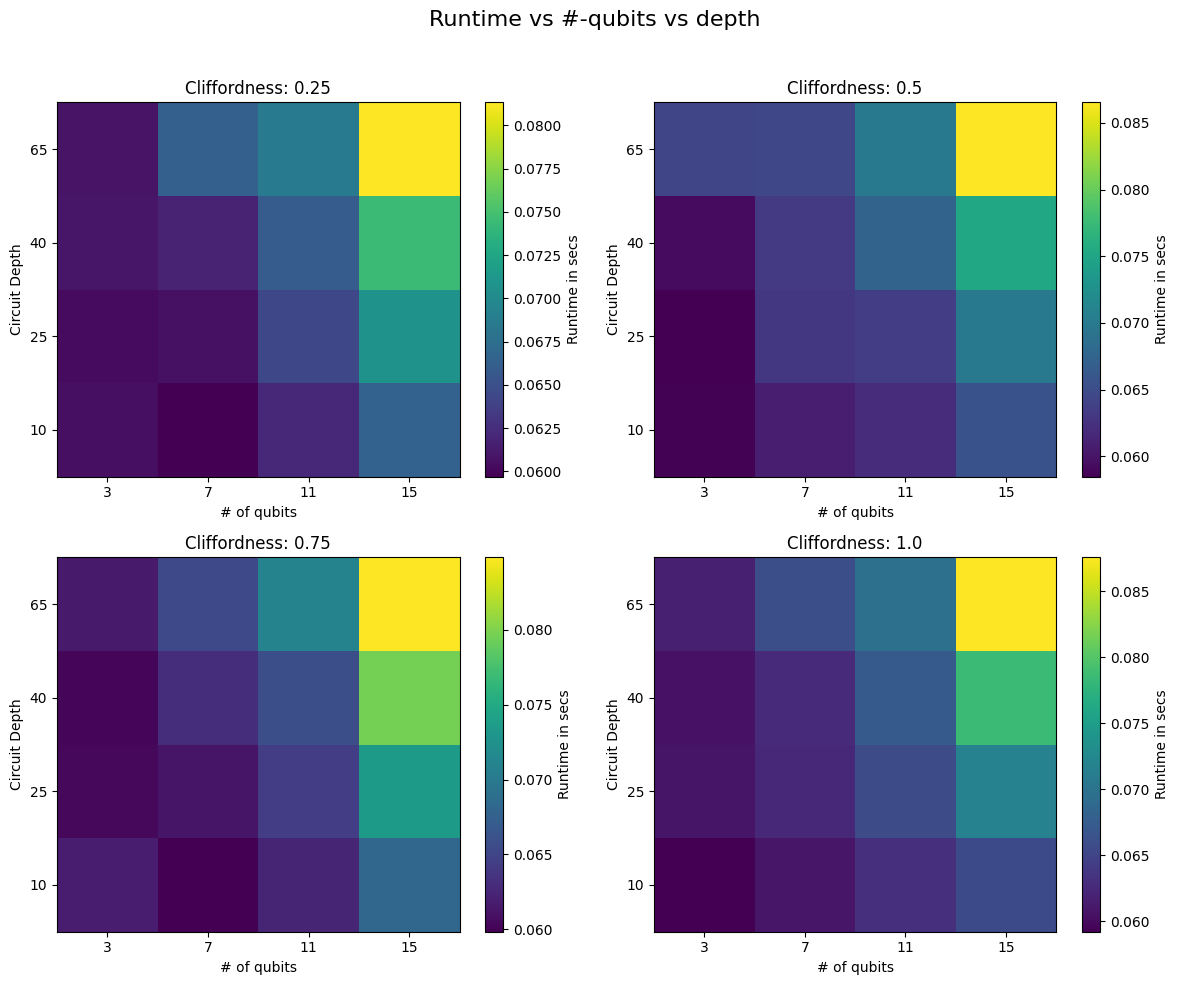 Runtime vs #-qubits vs depth
Cliffordness: 0.25
65
40
25
10
Circuit Depth
3 7 11 15
# of qubits
0.0800
0.0775
0.0750
0.0725
0.0700
0.0675
0.0650
0.0625
0.0600
Runtime in secs
Cliffordness: 0.5
65
40
25
10
Circuit Depth
3 7 11 15
# of qubits
0.085
0.080
0.075
0.070
0.065
0.060
Runtime in secs
Cliffordness: 0.75
65
40
25
10
Circuit Depth
3 7 11 15
# of qubits
0.080
0.075
0.070
0.065
0.060
Runtime in secs
Cliffordness: 1.0
65
40
25
10
Circuit Depth
3 7 11 15
# of qubits
0.085
0.080
0.075
0.070
0.065
0.060
Runtime in secs